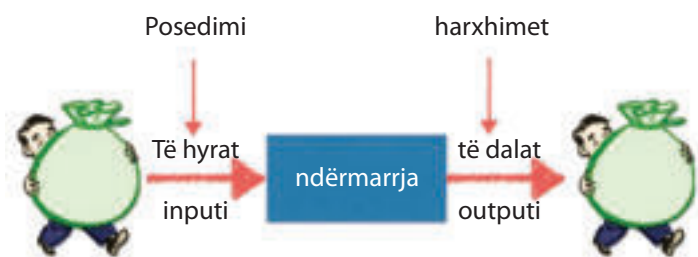 Posedimi
harxhimet
Të hyrat
ndërmarrja
të dalat
inputi
outputi